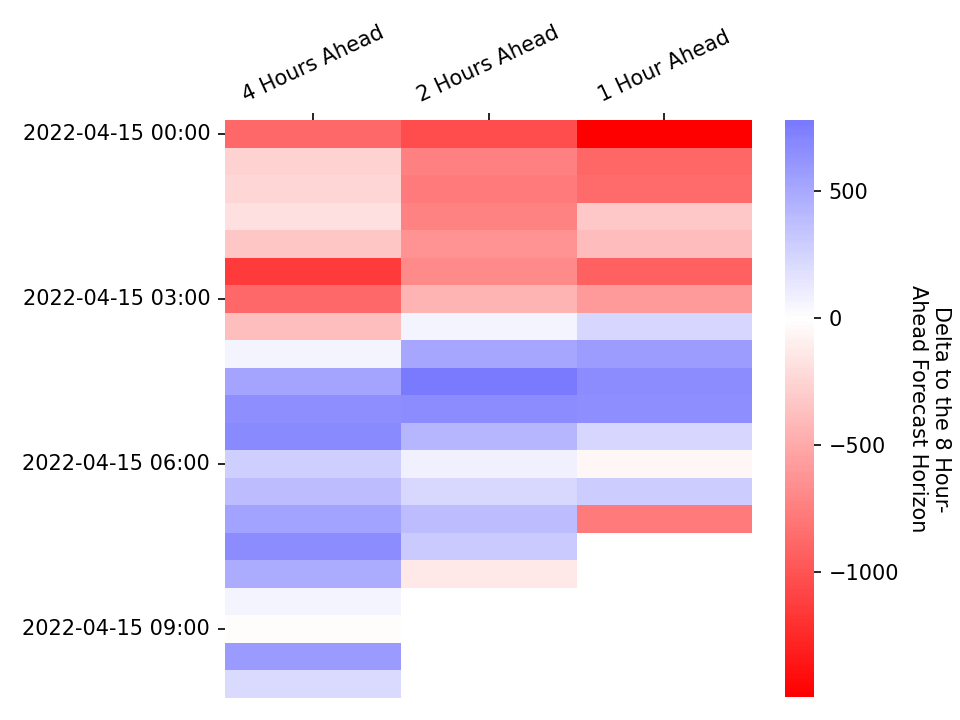 4 Hours Ahead
2 Hours Ahead
1 Hour Ahead
2022-04-15 00:00
2022-04-15 03:00
2022-04-15 06:00
2022-04-15 09:00
500
0
−500
−1000
Delta to the 8 Hour-
Ahead Forecast Horizon